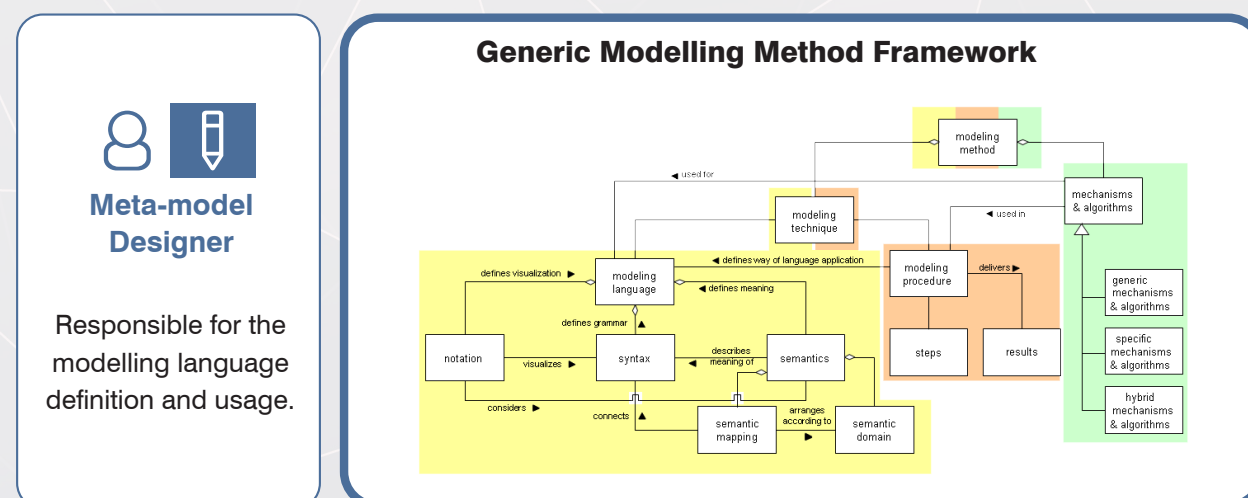 Meta-model
Designer
Responsible for the
modelling language
definition and usage.
Generic Modelling Method Framework
modeling
method
◄ used for
mechanisms
& algorithms
modeling
technique
◄ used in
◄ defines way of language application
modeling
procedure
delivers ►
defines visualization ►
modeling
language
◄ defines meaning
generic
mechanisms
& algorithms
defines grammar ▲
notation
visualizes ►
syntax
describes
meaning of ◄
semantics
steps
results
specific
mechanisms
& algorithms
considers ►
connects ▲
semantic
mapping
arranges
according to
►
semantic
domain
hybrid
mechanisms
& algorithms